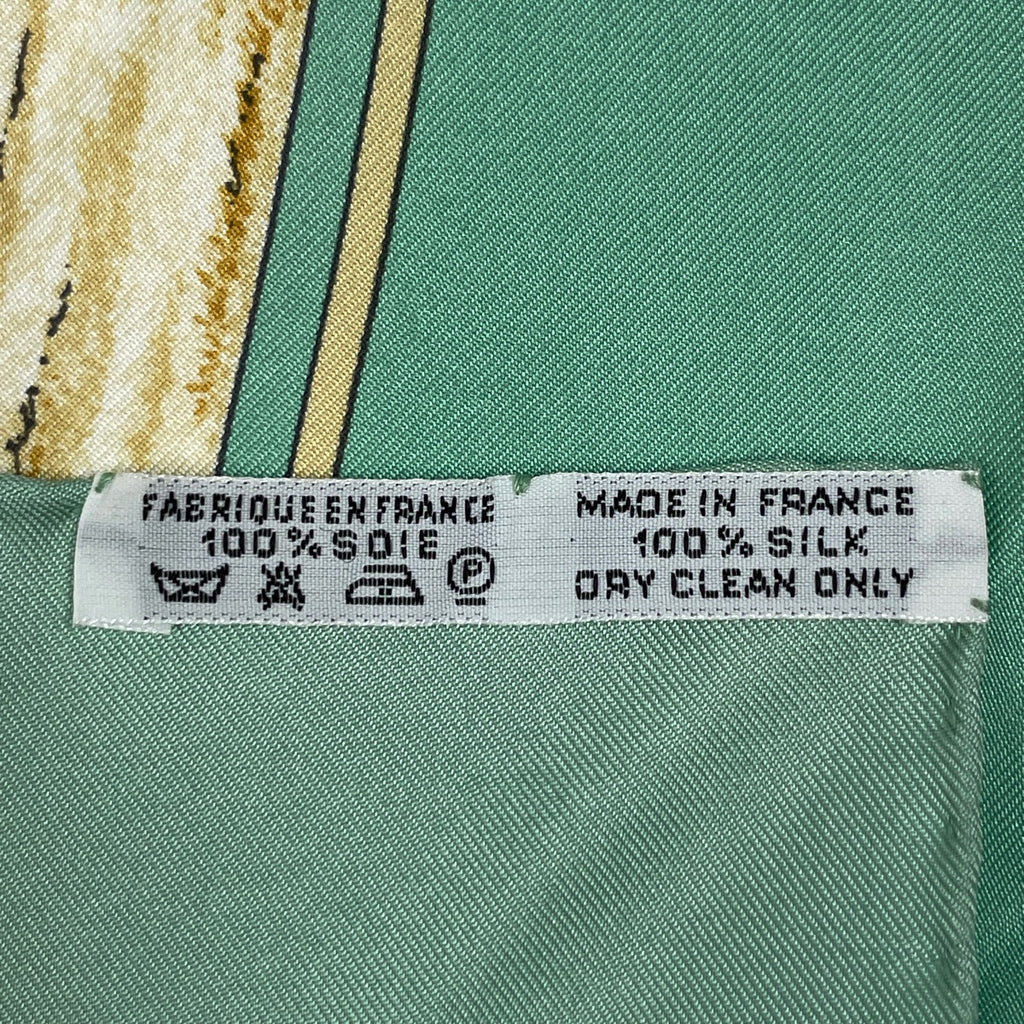 FABRIQUE EN FRANCE
100% SOIE
P
MADE IN FRANCE
100% SILK
DRY CLEAN ONLY